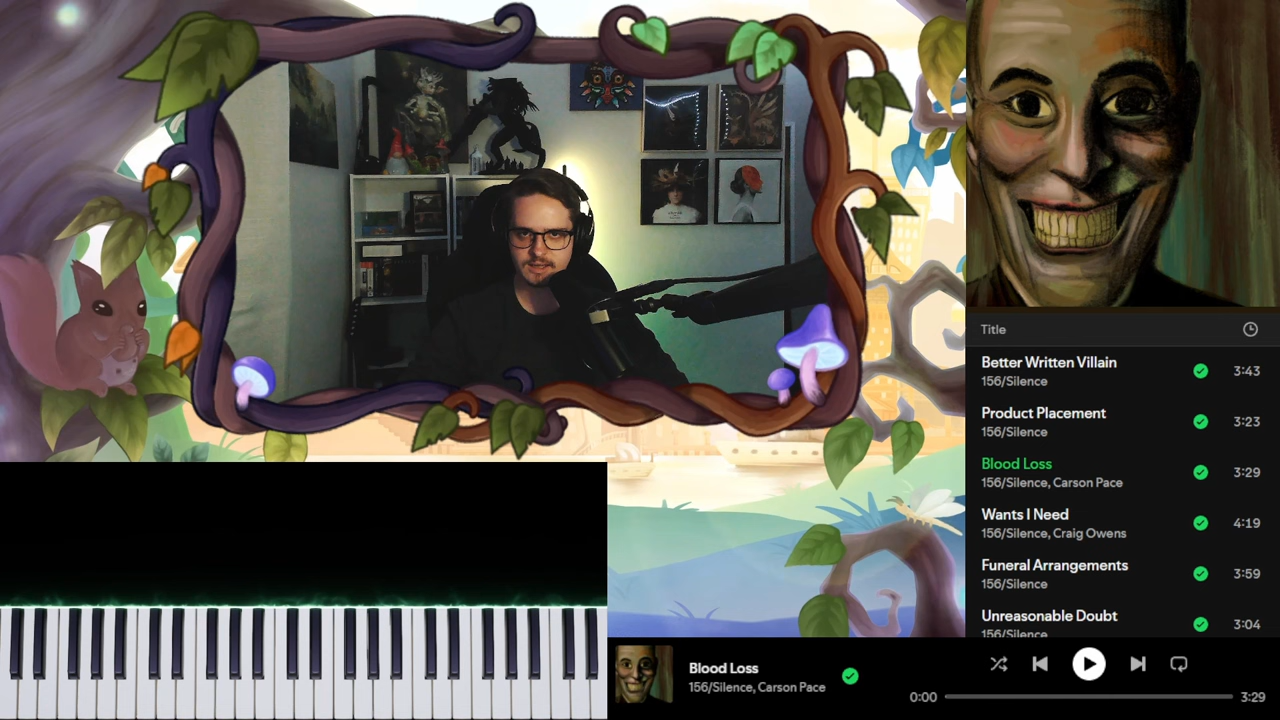 Title
Better Written Villain
156/Silence
3:43
Product Placement
156/Silence
3:23
Blood Loss
156/Silence, Carson Pace
3:29
Wants I Need
156/Silence, Craig Owens
4:19
Funeral Arrangements
156/Silence
3:59
Unreasonable Doubt
156/Silence
3:04
Blood Loss
156/Silence, Carson Pace
0:00
3:29